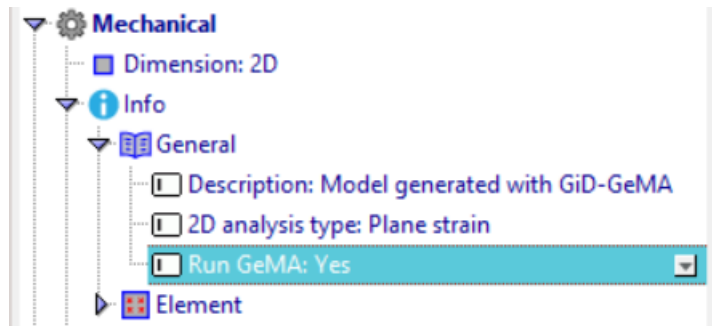 Mechanical
Dimension: 2D
Info
General
Description: Model generated with GiD-GeMA
2D analysis type: Plane strain
Run GeMA: Yes
Element